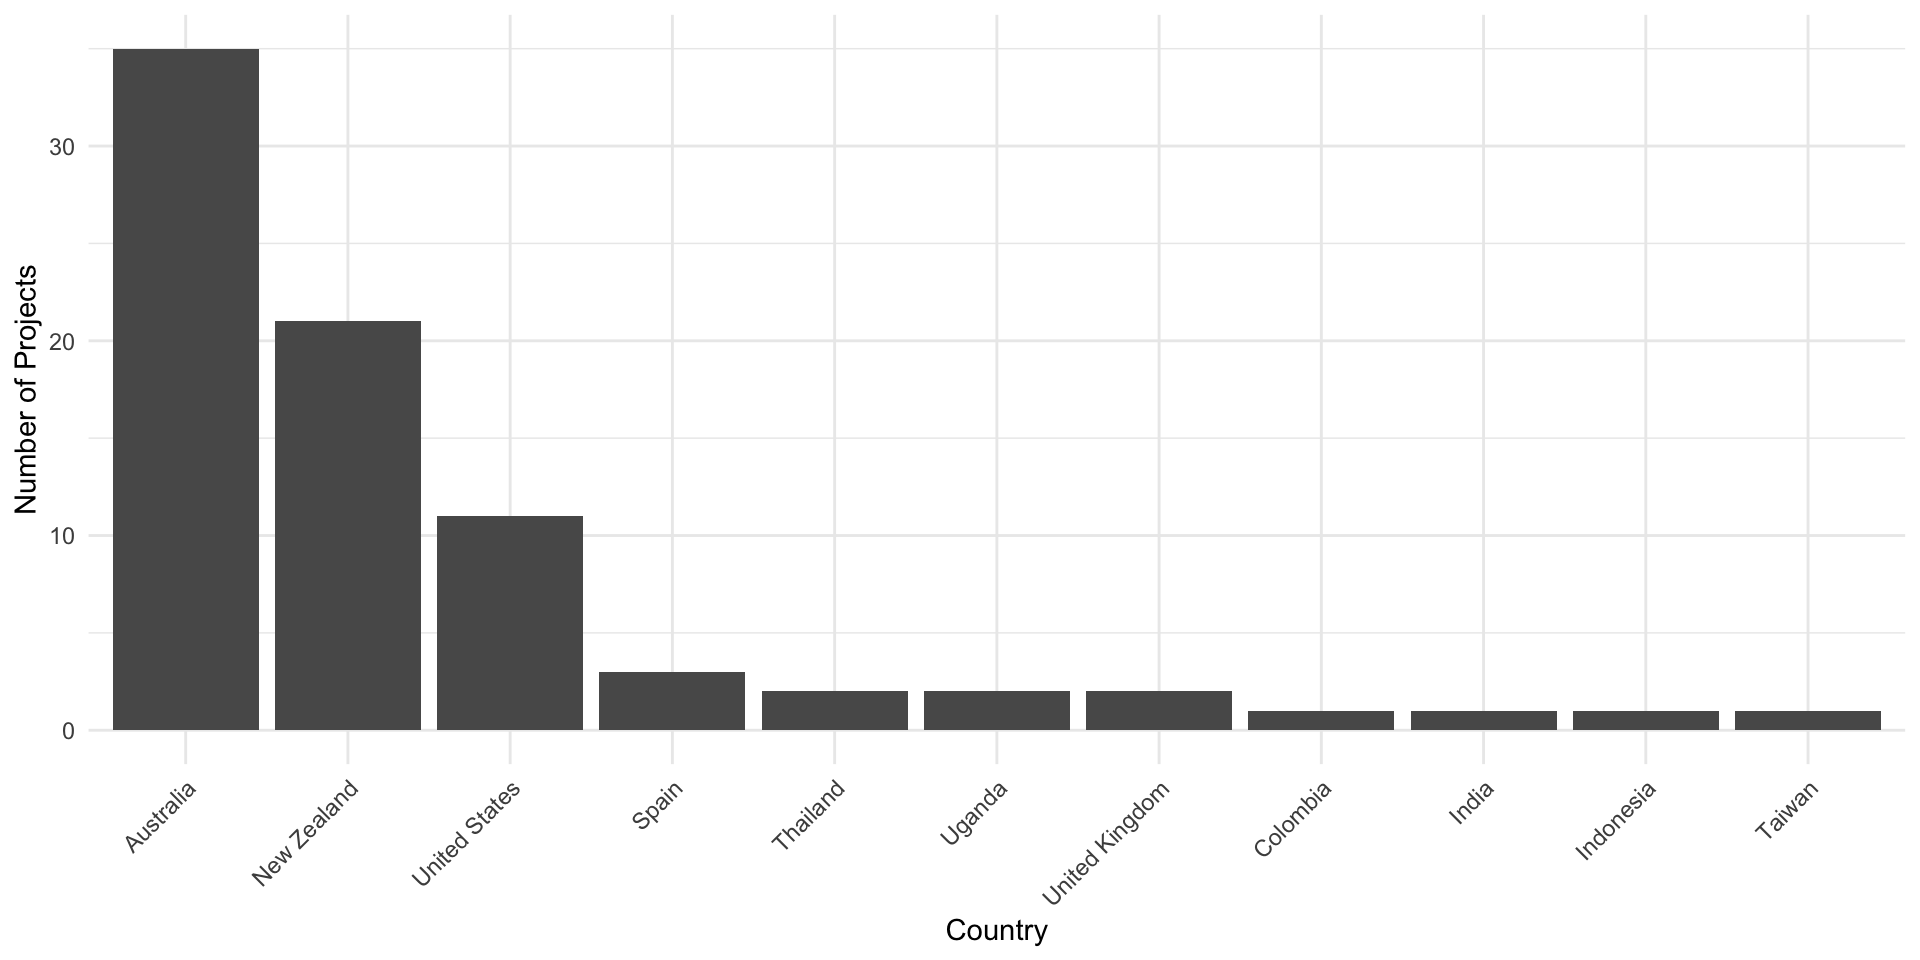 Number of Projects
30
20
10
0
Australia
New Zealand
United States
Spain
Thailand
Uganda
United Kingdom
Colombia
India
Indonesia
Taiwan
Country